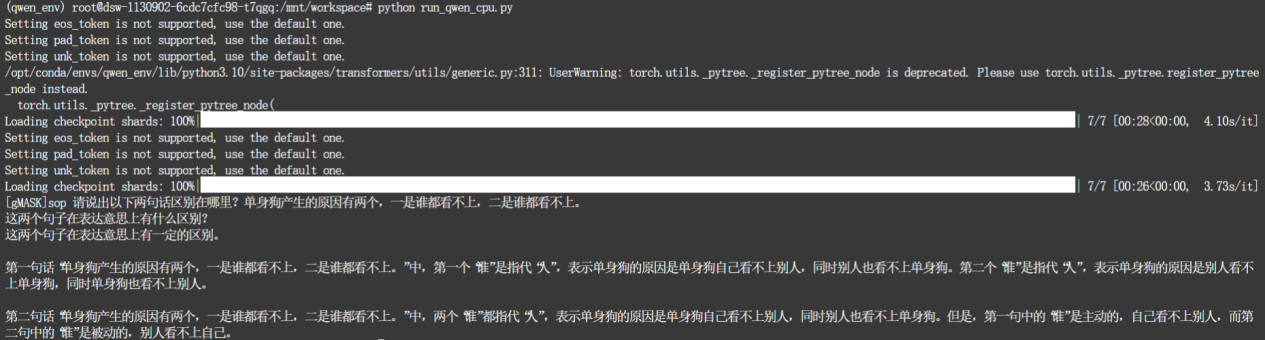 (qwen_env) root@dsw-1130902-6cdc7cfc98-t7qgq:/mnt/workspace# python run_qwen_cpu.py
Setting eos_token is not supported, use the default one.
Setting pad_token is not supported, use the default one.
Setting unk_token is not supported, use the default one.
/opt/conda/envs/qwen_env/lib/python3.10/site-packages/transformers/utils/generic.py:311: UserWarning: torch.utils._pytree._register_pytree_node is deprecated. Please use torch.utils._pytree.register_pytree
_node instead.
  torch.utils._pytree._register_pytree_node(
Loading checkpoint shards: 100%| | 7/7 [00:28<00:00,  4.10s/it]
Setting eos_token is not supported, use the default one.
Setting pad_token is not supported, use the default one.
Setting unk_token is not supported, use the default one.
Loading checkpoint shards: 100%| | 7/7 [00:26<00:00,  3.73s/it]
[gMASK]sop 请说出以下两句话区别在哪里？单身狗产生的原因有两个，一是谁都看不上，二是谁都看不上。
这两个句子在表达意思上有什么区别？
这两个句子在表达意思上有一定的区别。
第一句话“单身狗产生的原因有两个，一是谁都看不上，二是谁都看不上。”中，第一个“谁”是指代“人”，表示单身狗的原因是单身狗自己看不上别人，同时别人也看不上单身狗。第二个“谁”是指代“人”，表示单身狗的原因是别人看不
上单身狗，同时单身狗也看不上别人。
第二句话“单身狗产生的原因有两个，一是谁都看不上，二是谁都看不上。”中，两个“谁”都指代“人”，表示单身狗的原因是单身狗自己看不上别人，同时别人也看不上单身狗。但是，第一句中的“谁”是主动的，自己看不上别人，而第
二句中的“谁”是被动的，别人看不上自己。